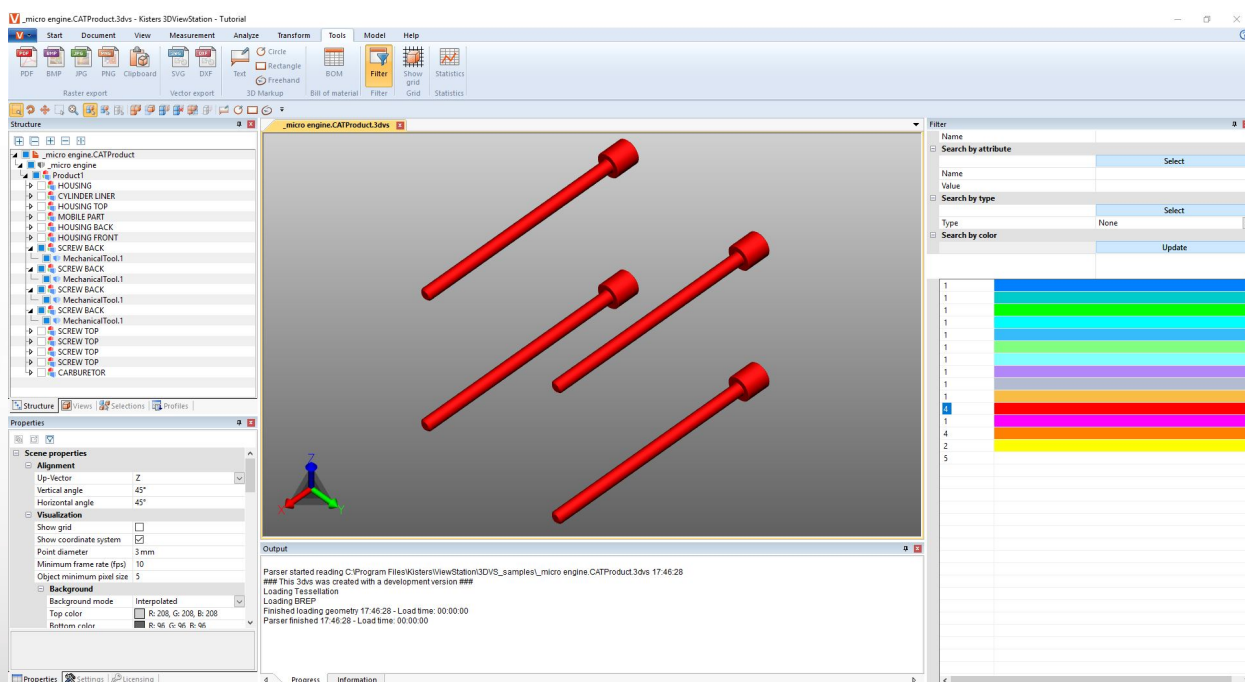 _micro engine.CATProduct.3dvs - Kisters 3DViewStation - Tutorial
Start Document View Measurement Analyze Transform Tools Model Help
PDF BMP JPG PNG Clipboard SVG DXF Text Circle Rectangle Freehand BOM Filter Show grid Statistics
Raster export Vector export 3D Markup Bill of material Filter Grid Statistics
Structure
_micro engine.CATProduct
_micro engine
Product1
HOUSING
CYLINDER LINER
HOUSING TOP
MOBILE PART
HOUSING BACK
HOUSING FRONT
SCREW BACK
MechanicalTool.1
SCREW BACK
MechanicalTool.1
SCREW BACK
MechanicalTool.1
SCREW BACK
MechanicalTool.1
SCREW TOP
SCREW TOP
SCREW TOP
SCREW TOP
CARBURETOR
Structure Views Selections Profiles
Properties
Scene properties
Alignment
Up-Vector Z
Vertical angle 45°
Horizontal angle 45°
Visualization
Show grid
Show coordinate system
Point diameter 3 mm
Minimum frame rate (fps) 10
Object minimum pixel size 5
Background
Background mode Interpolated
Top color R: 208, G: 208, B: 208
Bottom color R: 96, G: 96, B: 96
Properties Settings Licensing
_micro engine.CATProduct.3dvs
Z
X Y
Output
Parser started reading C:\Program Files\Kisters\ViewStation\3DVS_samples\_micro engine.CATProduct.3dvs 17:46:28
### This 3dvs was created with a development version ###
Loading Tessellation
Loading BREP
Finished loading geometry 17:46:28 - Load time: 00:00:00
Parser finished 17:46:28 - Load time: 00:00:00
Progress Information
Filter
Name
Search by attribute
Select
Name
Value
Search by type
Select
Type None
Search by color
Update
1
1
1
1
1
1
1
1
1
1
4
1
4
2
5